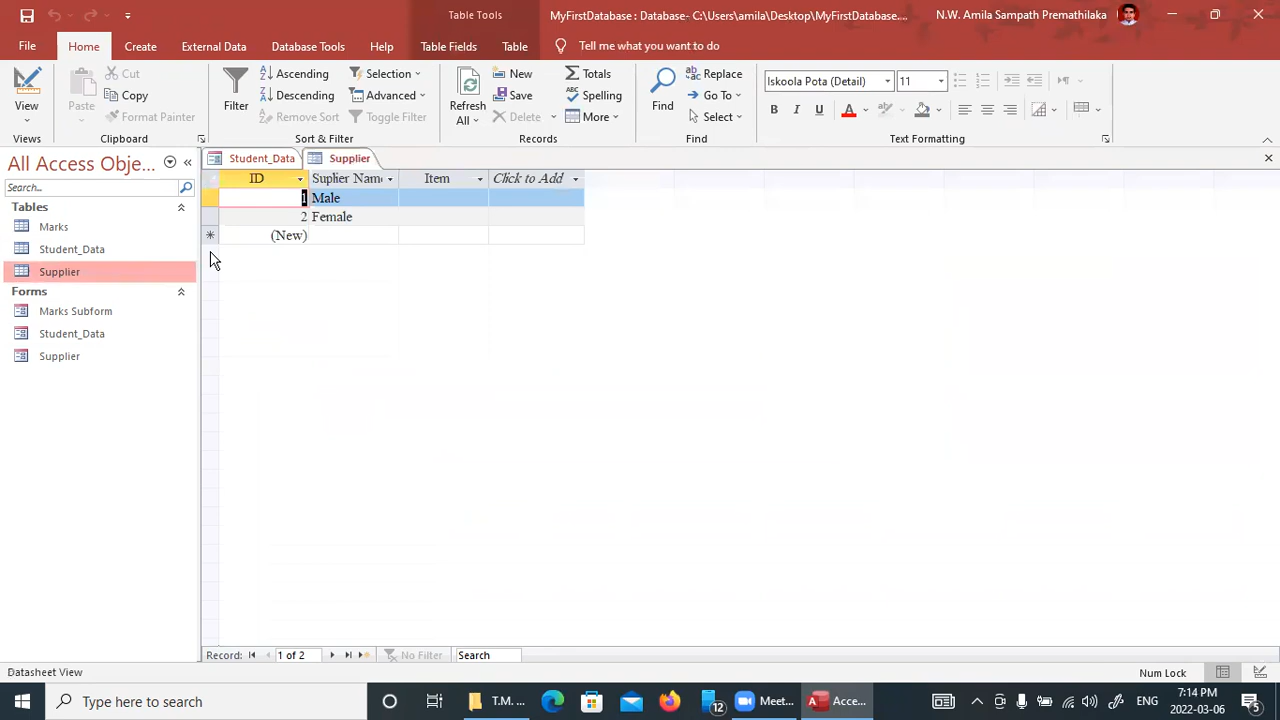 Table Tools
MyFirstDatabase : Database- C:\Users\amila\Desktop\MyFirstDatabase....
N.W. Amila Sampath Premathilaka
File
Home
Create
External Data
Database Tools
Help
Table Fields
Table
Tell me what you want to do
View
Views
Paste
Cut
Copy
Format Painter
Clipboard
Filter
Ascending
Descending
Remove Sort
Selection
Advanced
Toggle Filter
Sort & Filter
Refresh
All
New
Save
Delete
Totals
Spelling
More
Records
Find
Replace
Go To
Select
Find
Iskoola Pota (Detail)
11
B I U A
Text Formatting
All Access Obje...
Search...
Tables
Marks
Student_Data
Supplier
Forms
Marks Subform
Student_Data
Supplier
Student_Data
Supplier
ID Suplier Name Item Click to Add
1 Male
2 Female
(New)
Record: 1 of 2 No Filter Search
Datasheet View
Num Lock
Type here to search
T.M. ...
12
Meet...
Acce...
ENG
7:14 PM
2022-03-06
5